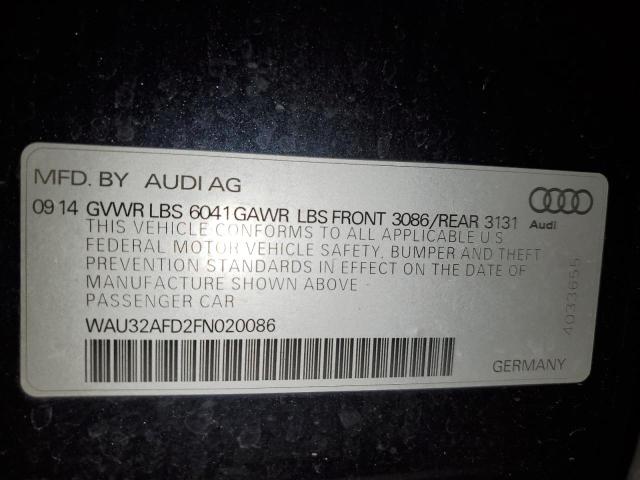 MFD. BY AUDI AG
09 14 GVWR LBS 6041 GAWR LBS FRONT 3086/REAR 3131
Audi
THIS VEHICLE CONFORMS TO ALL APPLICABLE U S
FEDERAL MOTOR VEHICLE SAFETY, BUMPER AND THEFT
PREVENTION STANDARDS IN EFFECT ON THE DATE OF
MANUFACTURE SHOWN ABOVE
PASSENGER CAR
4033655
WAU32AFD2FN020086
GERMANY